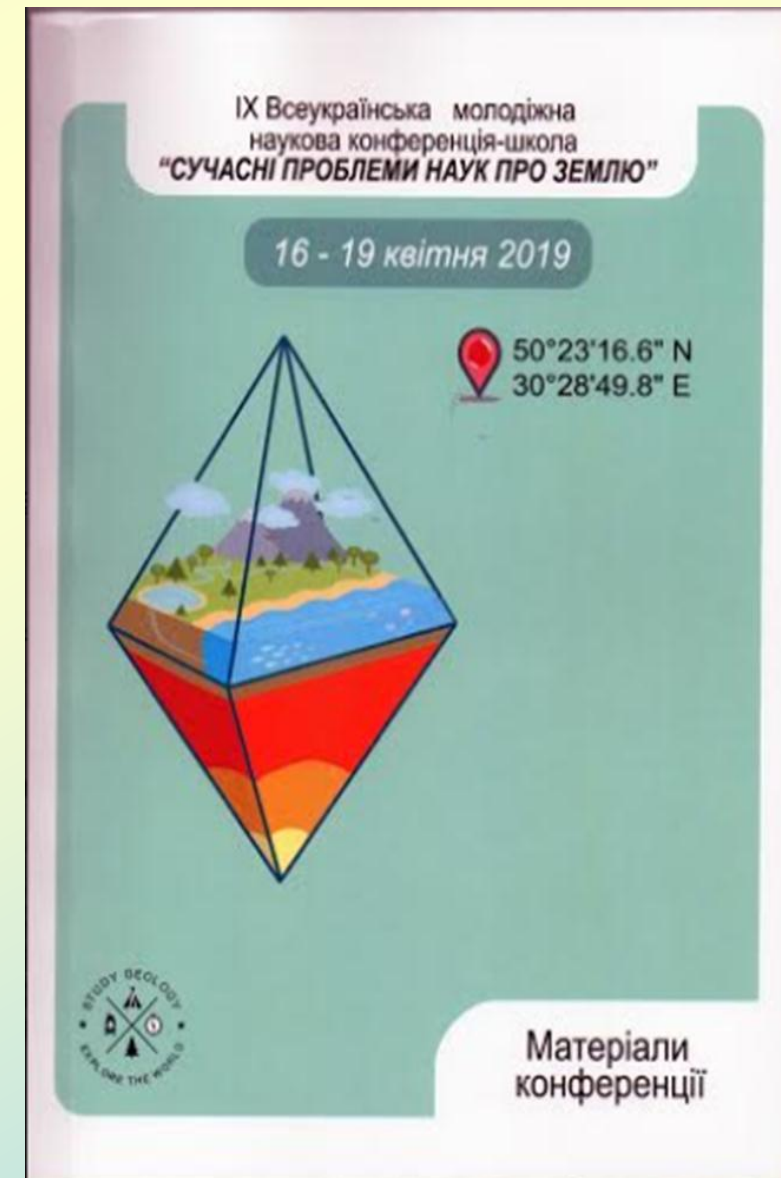 IX Всеукраїнська молодіжна
наукова конференція-школа
"СУЧАСНІ ПРОБЛЕМИ НАУК ПРО ЗЕМЛЮ"
16 - 19 квітня 2019
50°23'16.6" N
30°28'49.8" E
STUDY GEOLOGY
EXPLORE THE WORLD
Матеріали
конференції